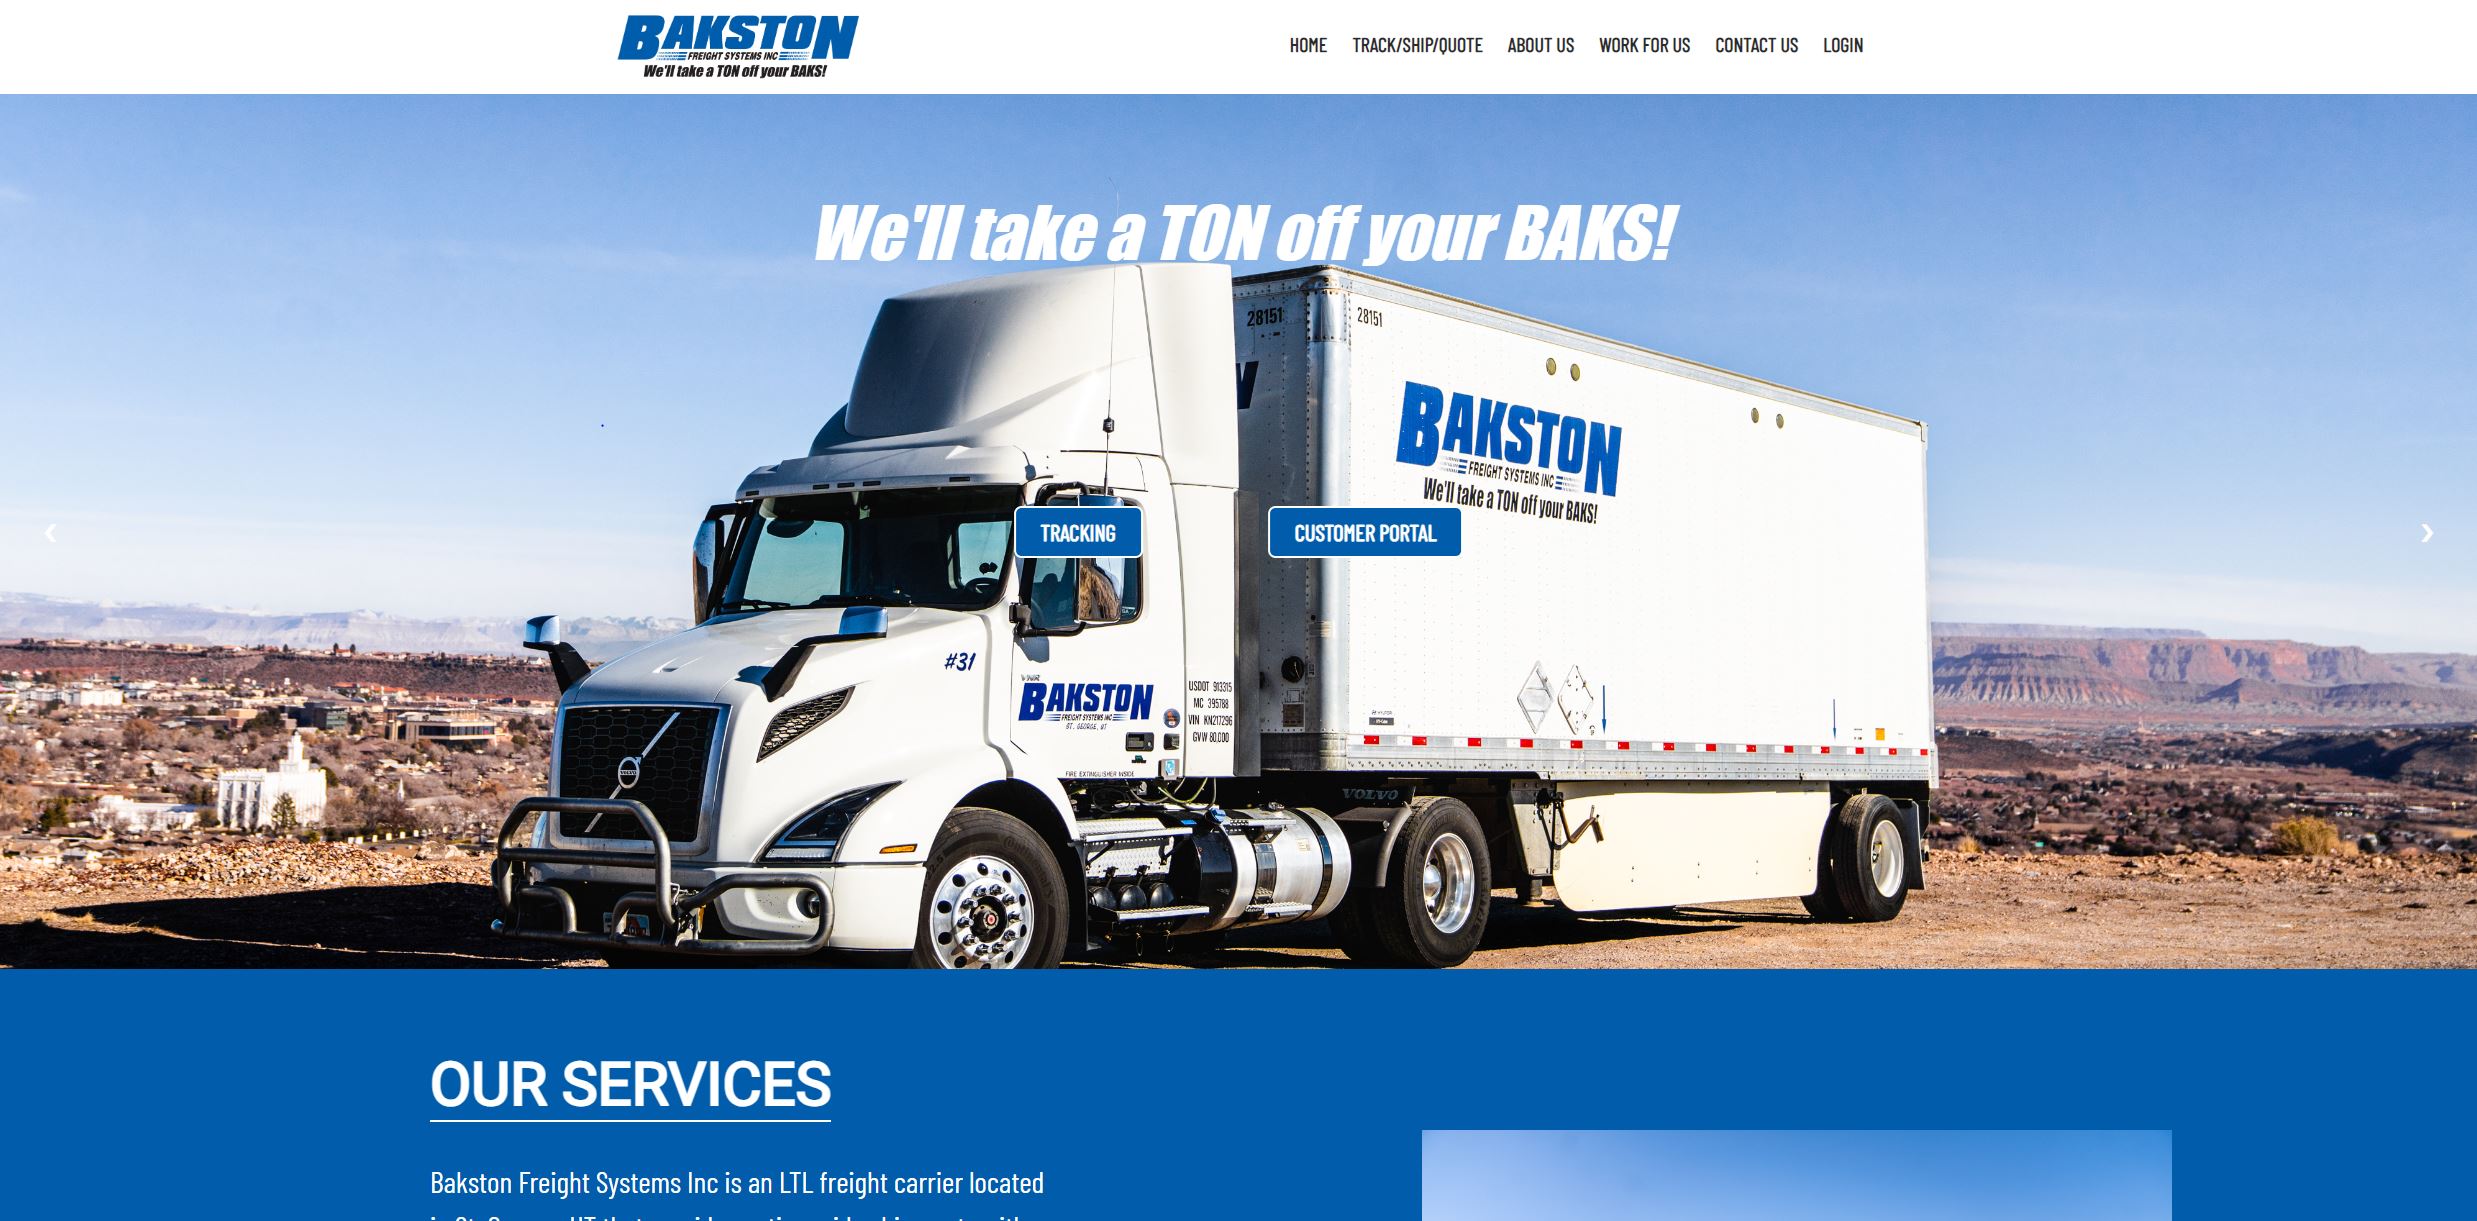 BAKSTON
FREIGHT SYSTEMS INC
We'll take a TON off your BAKS!
HOME TRACK/SHIP/QUOTE ABOUT US WORK FOR US CONTACT US LOGIN
We'll take a TON off your BAKS!
28151 28151
BAKSTON
FREIGHT SYSTEMS INC
We'll take a TON off your BAKS!
TRACKING CUSTOMER PORTAL
#31
BAKSTON
FREIGHT SYSTEMS INC
ST. GEORGE, UT
USDOT 913315
MC 395768
VIN KN217296
GVW 80,000
FIRE EXTINGUISHER INSIDE
VOLVO
VOLVO
OUR SERVICES
Bakston Freight Systems Inc is an LTL freight carrier located